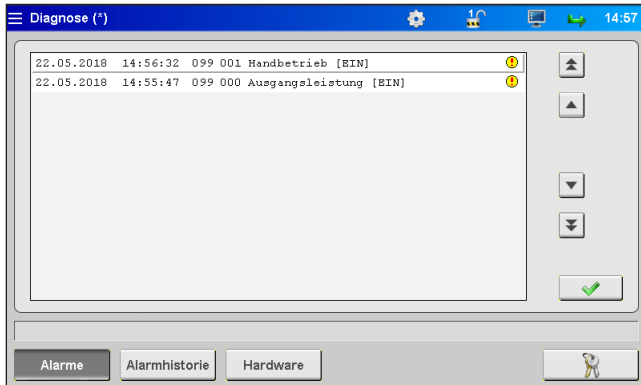 Diagnose (*) 1 14:57
22.05.2018 14:56:32 099 001 Handbetrieb [EIN]
22.05.2018 14:55:47 099 000 Ausgangsleistung [EIN]
Alarme Alarmhistorie Hardware